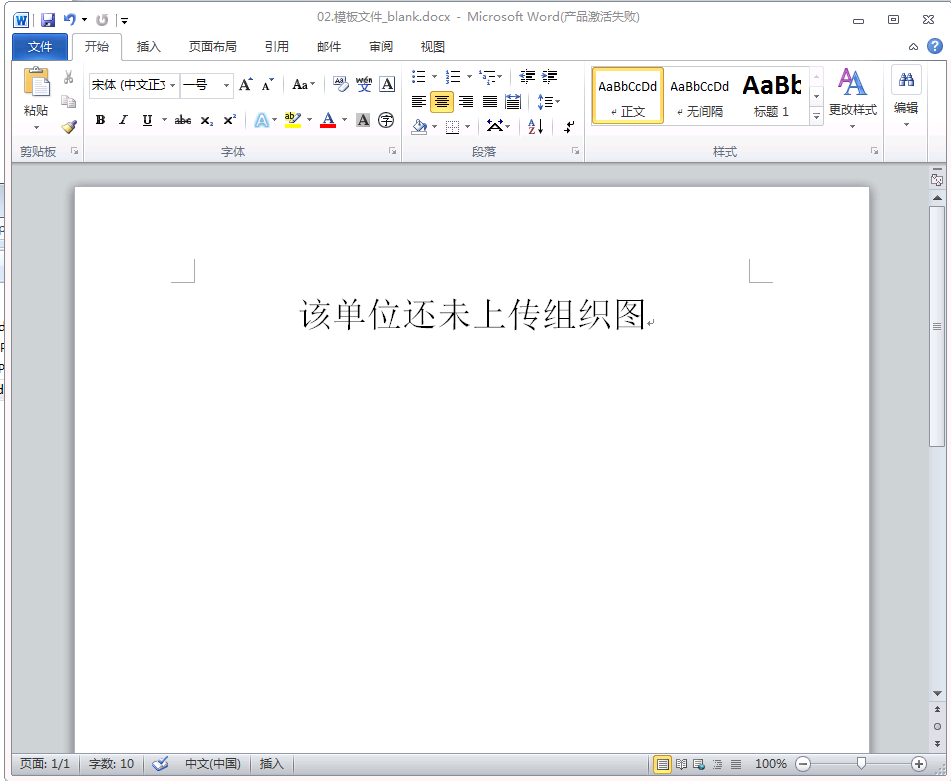 02.模板文件_blank.docx - Microsoft Word(产品激活失败)
文件 开始 插入 页面布局 引用 邮件 审阅 视图
宋体 (中文正文 一号 Aa
粘贴
B I U abc
AaBbCcDd AaBbCcDd AaBb
正文 无间隔 标题 1
更改样式
编辑
剪贴板 字体 段落 样式
该单位还未上传组织图
页面: 1/1 字数: 10 中文(中国) 插入 100%